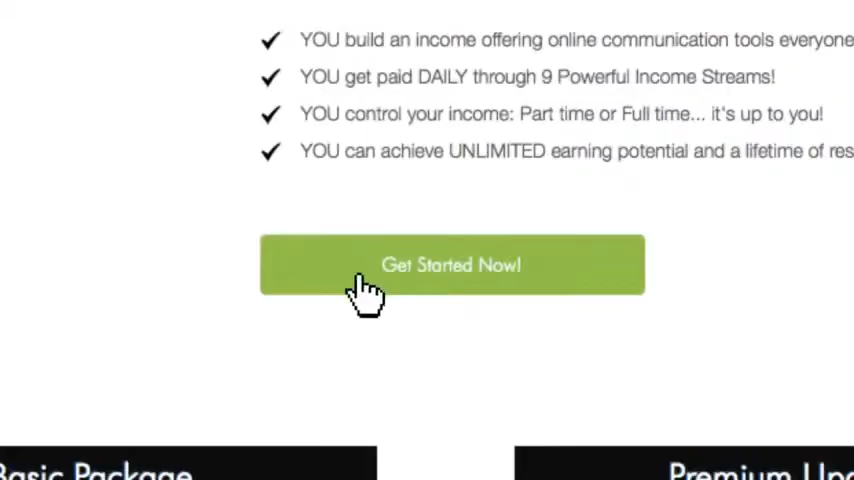 YOU build an income offering online communication tools everyone
YOU get paid DAILY through 9 Powerful Income Streams!
YOU control your income: Part time or Full time... it's up to you!
YOU can achieve UNLIMITED earning potential and a lifetime of res
Get Started Now!
Basic Package
Premium Upg